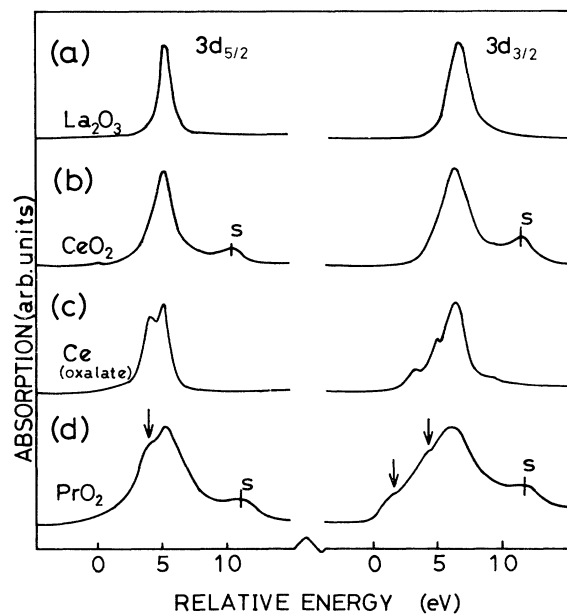 (a) 3d5/2 3d3/2
La2O3
(b)
CeO2 S S
(c)
Ce
(oxalate)
(d)
PrO2 S S
ABSORPTION (arb. units)
0 5 10 0 5 10
RELATIVE ENERGY (eV)